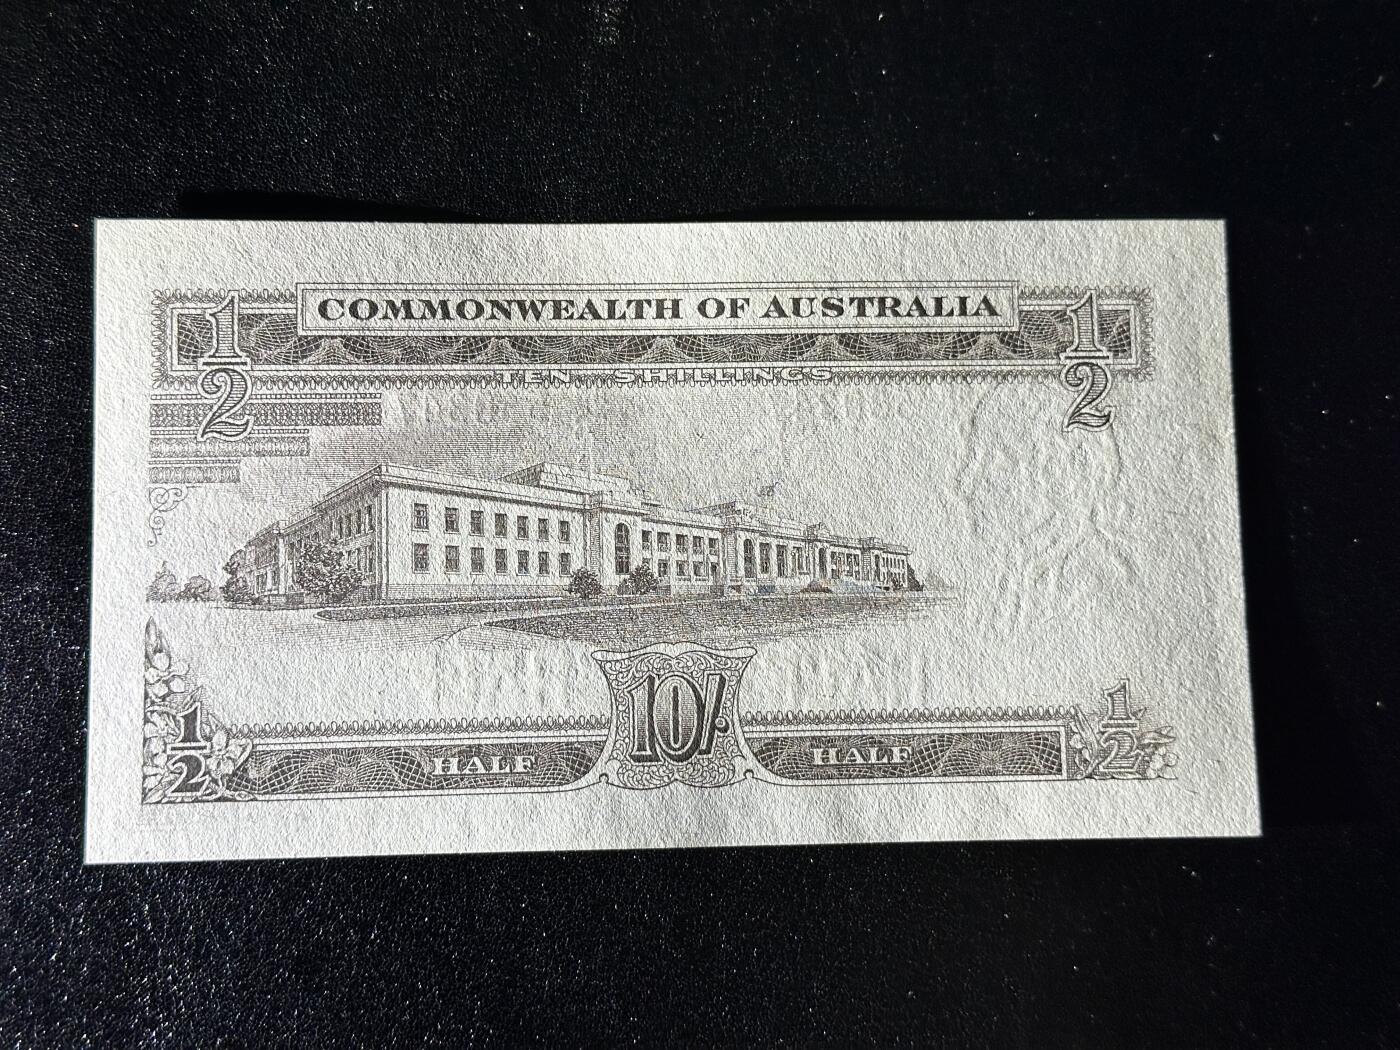 1/2 COMMONWEALTH OF AUSTRALIA 1/2
TEN SHILLINGS
1/2 HALF 10/- HALF 1/2